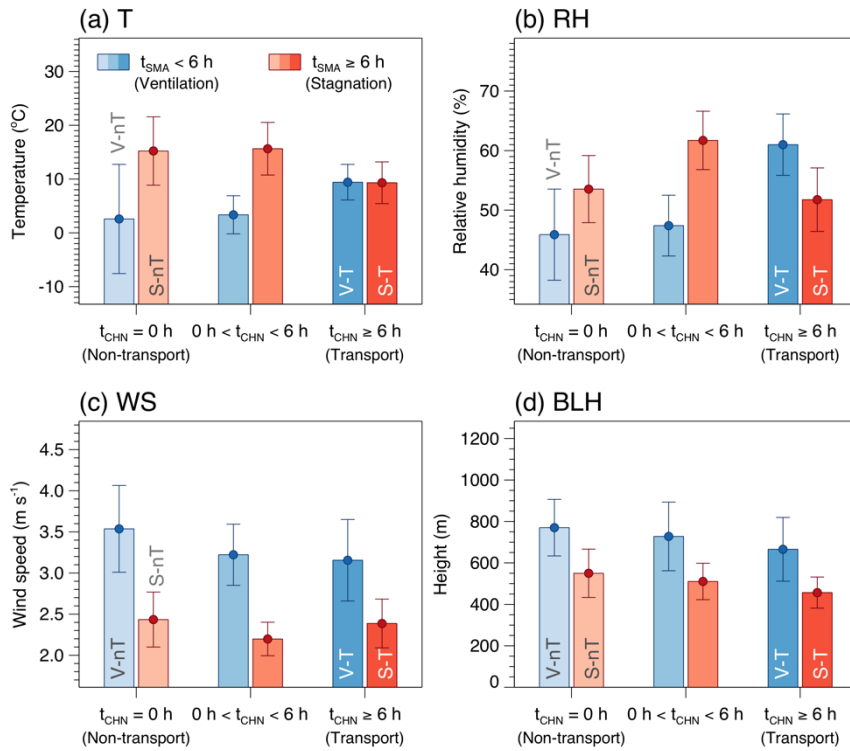 (a) T
Temperature (°C)
30
20
10
0
-10
t_SMA < 6 h
(Ventilation)
t_SMA ≥ 6 h
(Stagnation)
V-nT
S-nT
V-T
S-T
t_CHN = 0 h
(Non-transport)
0 h < t_CHN < 6 h
t_CHN ≥ 6 h
(Transport)
(b) RH
Relative humidity (%)
70
60
50
40
V-nT
S-nT
V-T
S-T
t_CHN = 0 h
(Non-transport)
0 h < t_CHN < 6 h
t_CHN ≥ 6 h
(Transport)
(c) WS
Wind speed (m s⁻¹)
4.5
4.0
3.5
3.0
2.5
2.0
V-nT
S-nT
V-T
S-T
t_CHN = 0 h
(Non-transport)
0 h < t_CHN < 6 h
t_CHN ≥ 6 h
(Transport)
(d) BLH
Height (m)
1200
1000
800
600
400
200
0
V-nT
S-nT
V-T
S-T
t_CHN = 0 h
(Non-transport)
0 h < t_CHN < 6 h
t_CHN ≥ 6 h
(Transport)